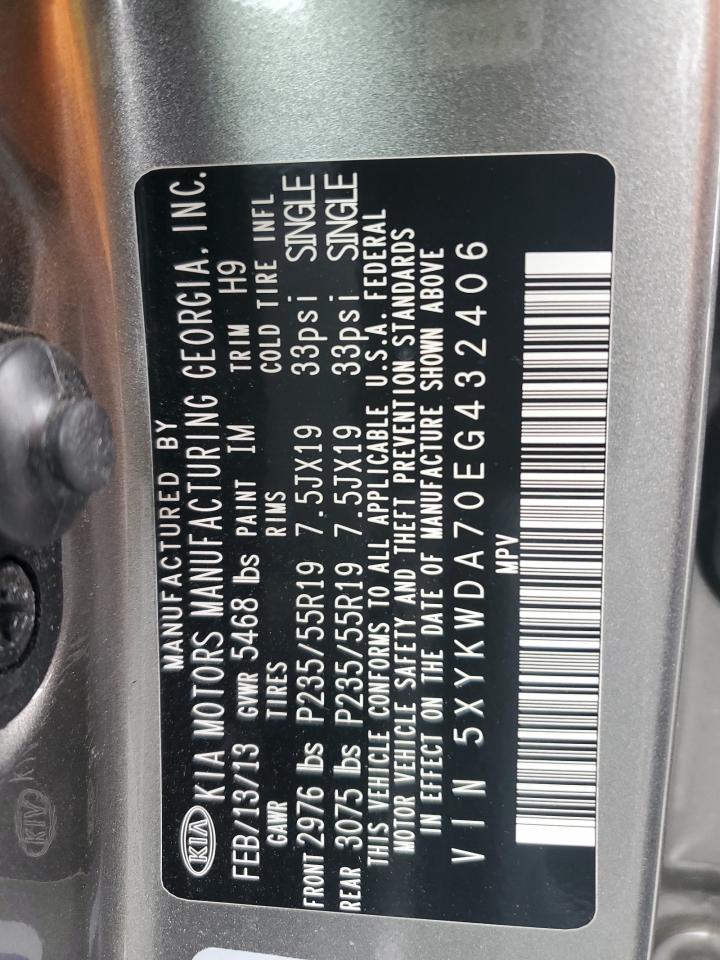 MANUFACTURED BY
KIA KIA MOTORS MANUFACTURING GEORGIA, INC.
FEB/13/13 GVWR 5468 lbs PAINT IM TRIM H9
GAWR TIRES RIMS COLD TIRE INFL
FRONT 2976 lbs P235/55R19 7.5JX19 33psi SINGLE
REAR 3075 lbs P235/55R19 7.5JX19 33psi SINGLE
THIS VEHICLE CONFORMS TO ALL APPLICABLE U.S.A. FEDERAL
MOTOR VEHICLE SAFETY AND THEFT PREVENTION STANDARDS
IN EFFECT ON THE DATE OF MANUFACTURE SHOWN ABOVE
VIN 5XYKWDA70EG432406
MPV